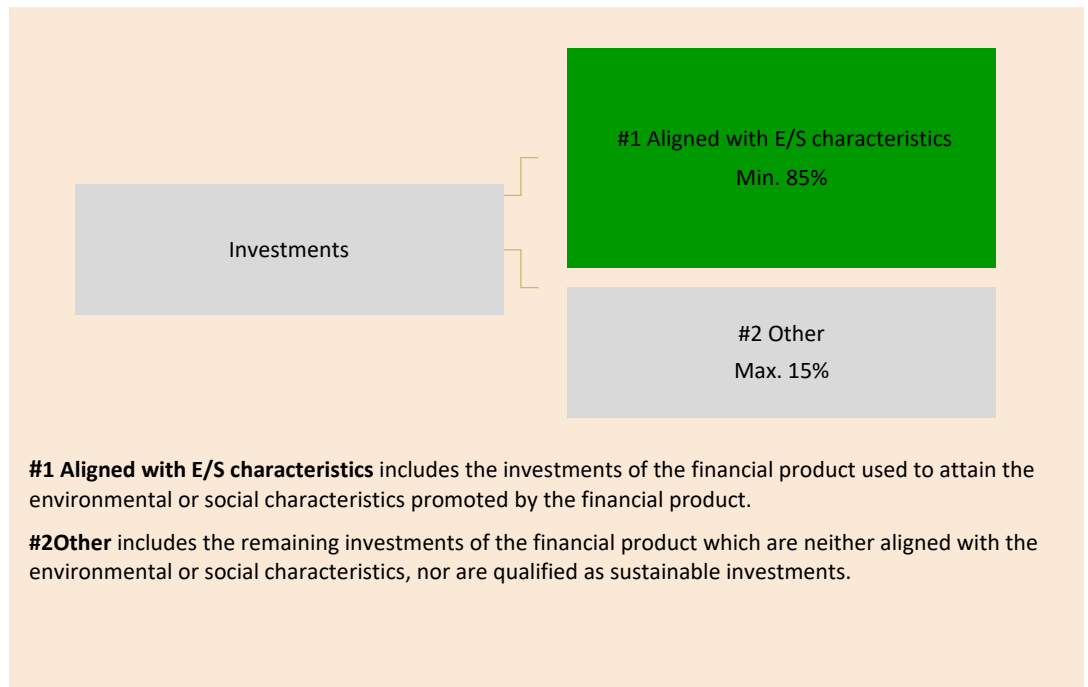 #1 Aligned with E/S characteristics
Min. 85%
Investments
#2 Other
Max. 15%
#1 Aligned with E/S characteristics includes the investments of the financial product used to attain the
environmental or social characteristics promoted by the financial product.
#2Other includes the remaining investments of the financial product which are neither aligned with the
environmental or social characteristics, nor are qualified as sustainable investments.